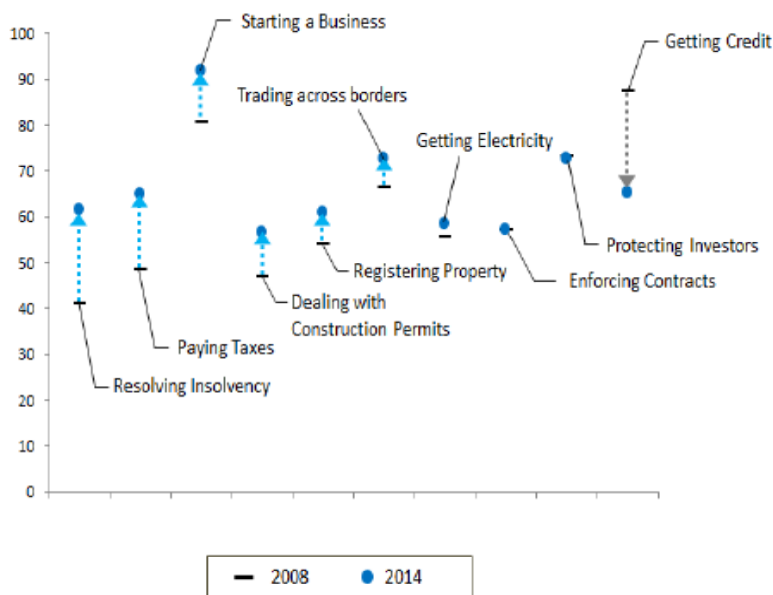 Starting a Business
Getting Credit
Trading across borders
Getting Electricity
Protecting Investors
Registering Property
Enforcing Contracts
Dealing with
Construction Permits
Paying Taxes
Resolving Insolvency
100
90
80
70
60
50
40
30
20
10
0
2008 2014